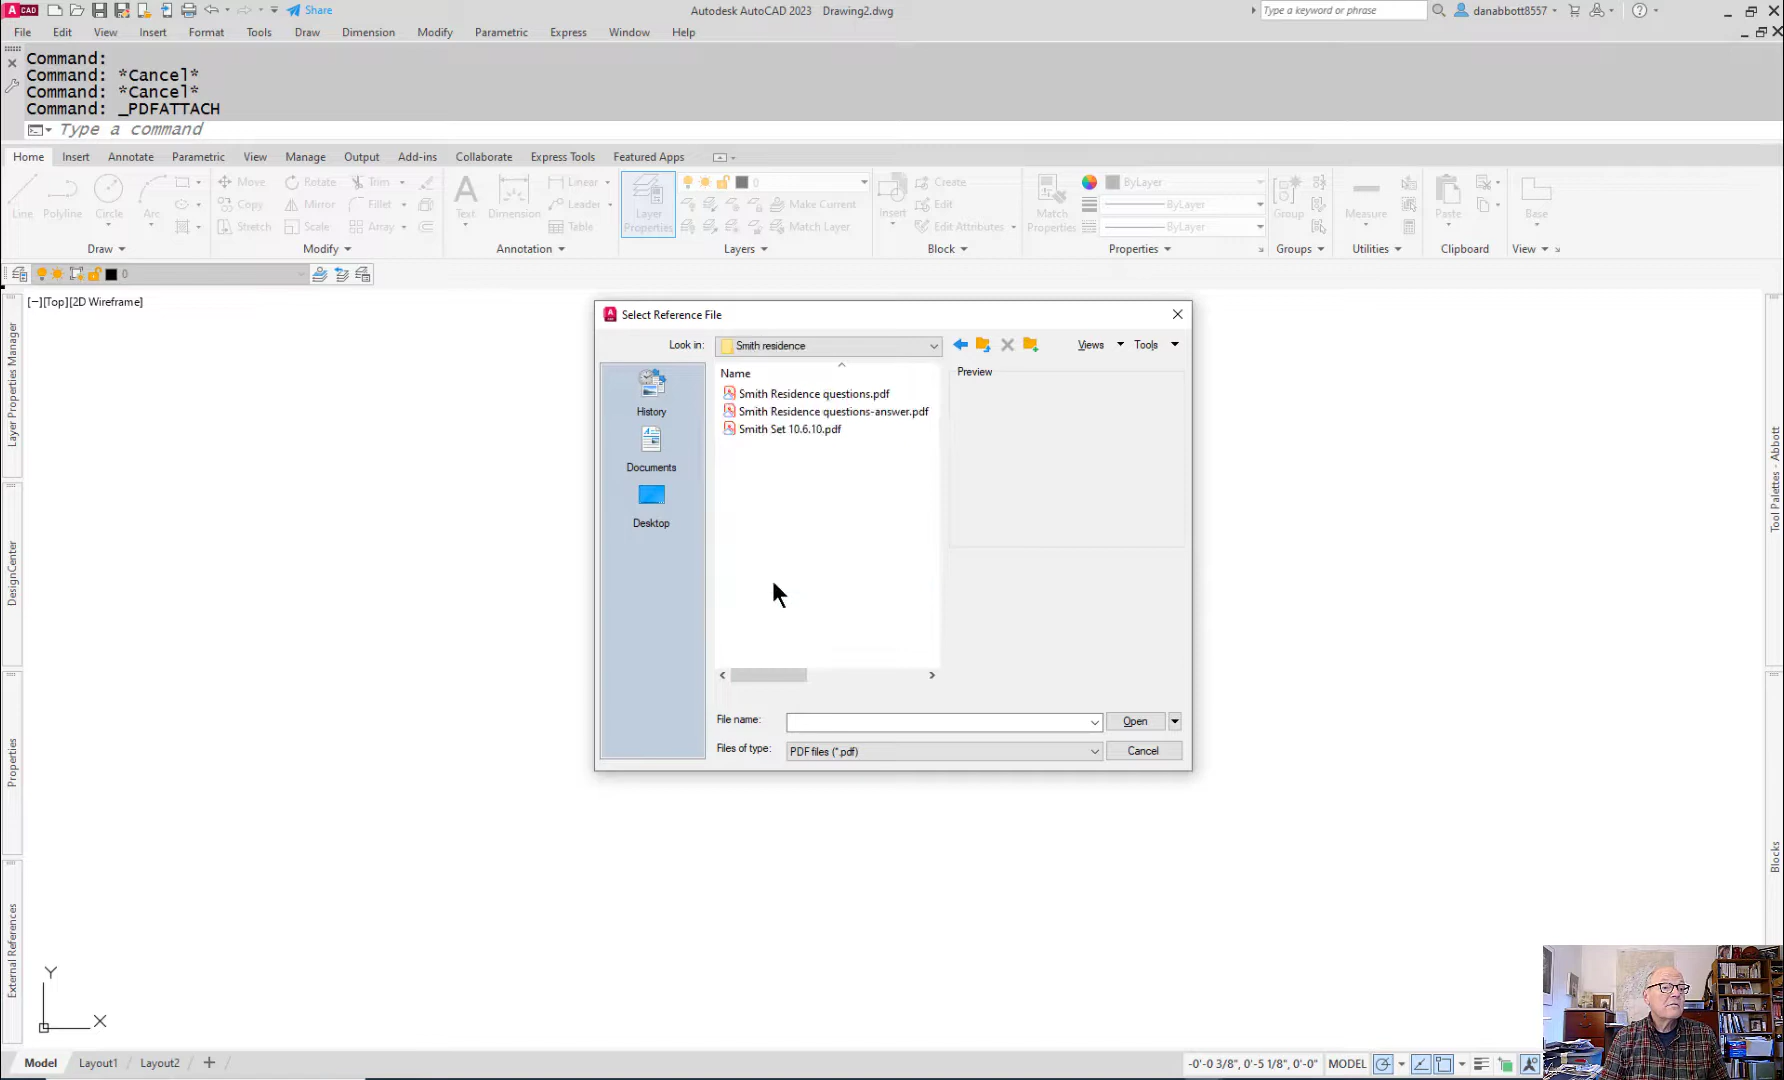 CAD Share Autodesk AutoCAD 2023 Drawing2.dwg Type a keyword or phrase danabbott8557
File Edit View Insert Format Tools Draw Dimension Modify Parametric Express Window Help
Command:
Command: *Cancel*
Command: *Cancel*
Command: _PDFATTACH
Type a command
Home Insert Annotate Parametric View Manage Output Add-ins Collaborate Express Tools Featured Apps
Move Rotate Trim Linear 0 Create ByLayer
Copy Mirror Fillet Leader Make Current Edit ByLayer
Line Polyline Circle Arc Text Dimension Layer Properties Insert Match Properties Group Measure Paste Base
Stretch Scale Array Table Match Layer Edit Attributes ByLayer
Draw Modify Annotation Layers Block Properties Groups Utilities Clipboard View
0
[−][Top][2D Wireframe]
Select Reference File
Look in: Smith residence Views Tools
Name
Preview
Smith Residence questions.pdf
Smith Residence questions-answer.pdf
Smith Set 10.6.10.pdf
History
Documents
Desktop
File name: Open
Files of type: PDF files (*.pdf) Cancel
Layer Properties Manager
DesignCenter
Properties
External References
Tool Palettes - Abbott
Blocks
Y
X
Model Layout1 Layout2 + -0'-0 3/8", 0'-5 1/8", 0'-0" MODEL